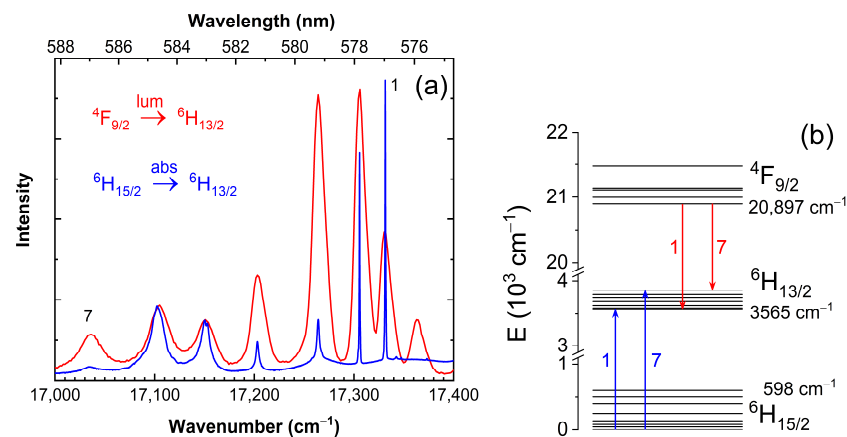 Wavelength (nm)
588 586 584 582 580 578 576
(a)
1
lum
⁴F₉/₂ → ⁶H₁₃/₂
abs
⁶H₁₅/₂ → ⁶H₁₃/₂
7
Intensity
17,000 17,100 17,200 17,300 17,400
Wavenumber (cm⁻¹)
(b)
22
⁴F₉/₂
21
20,897 cm⁻¹
1 7
20
4
⁶H₁₃/₂
3565 cm⁻¹
3
1 7
1
598 cm⁻¹
⁶H₁₅/₂
0
E (10³ cm⁻¹)